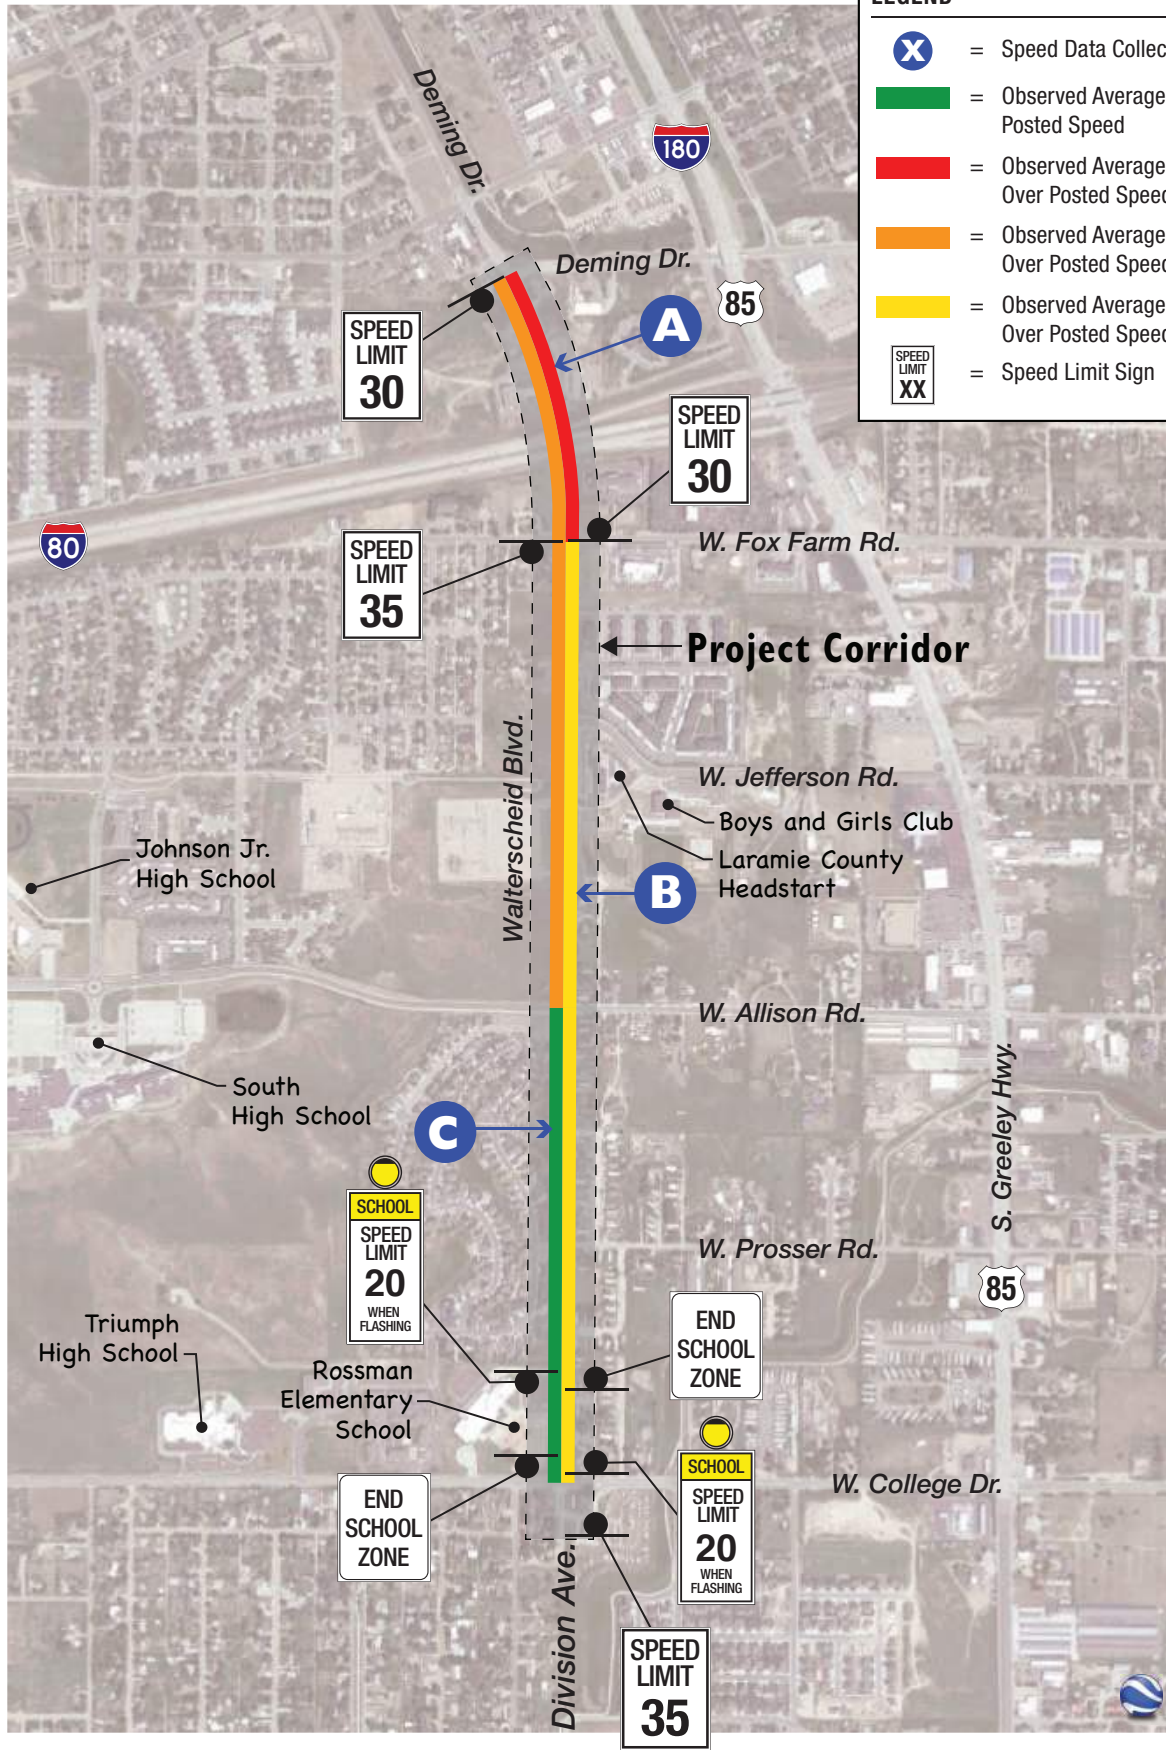 Deming Dr.
180
= Speed Data Collec
X
= Observed Average
Posted Speed
= Observed Average
Over Posted Speed
= Observed Average
Over Posted Speed
= Observed Average
Over Posted Speed
SPEED
LIMIT
XX
= Speed Limit Sign
Deming Dr.
85
A
SPEED
LIMIT
30
SPEED
LIMIT
30
80
SPEED
LIMIT
35
W. Fox Farm Rd.
Project Corridor
Walterscheid Blvd.
W. Jefferson Rd.
Boys and Girls Club
Laramie County
Headstart
Johnson Jr.
High School
B
W. Allison Rd.
South
High School
C
S. Greeley Hwy.
SCHOOL
SPEED
LIMIT
20
WHEN
FLASHING
W. Prosser Rd.
85
END
SCHOOL
ZONE
Triumph
High School
Rossman
Elementary
School
W. College Dr.
END
SCHOOL
ZONE
SCHOOL
SPEED
LIMIT
20
WHEN
FLASHING
Division Ave.
SPEED
LIMIT
35